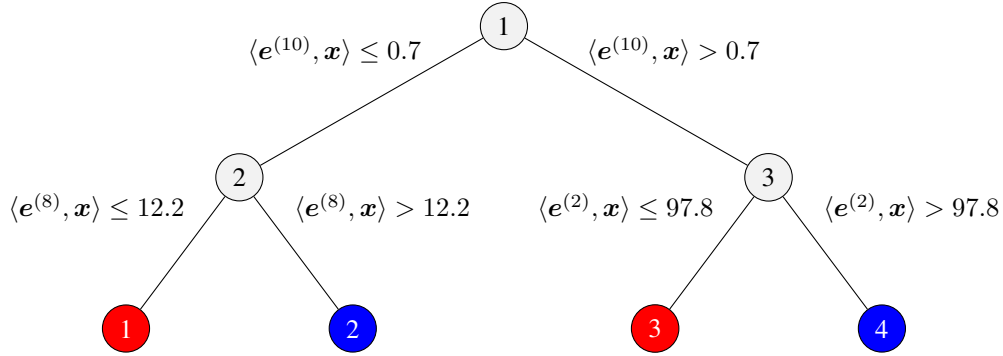 1
⟨e⁽¹⁰⁾, x⟩ ≤ 0.7 ⟨e⁽¹⁰⁾, x⟩ > 0.7
2 3
⟨e⁽⁸⁾, x⟩ ≤ 12.2 ⟨e⁽⁸⁾, x⟩ > 12.2 ⟨e⁽²⁾, x⟩ ≤ 97.8 ⟨e⁽²⁾, x⟩ > 97.8
1 2 3 4